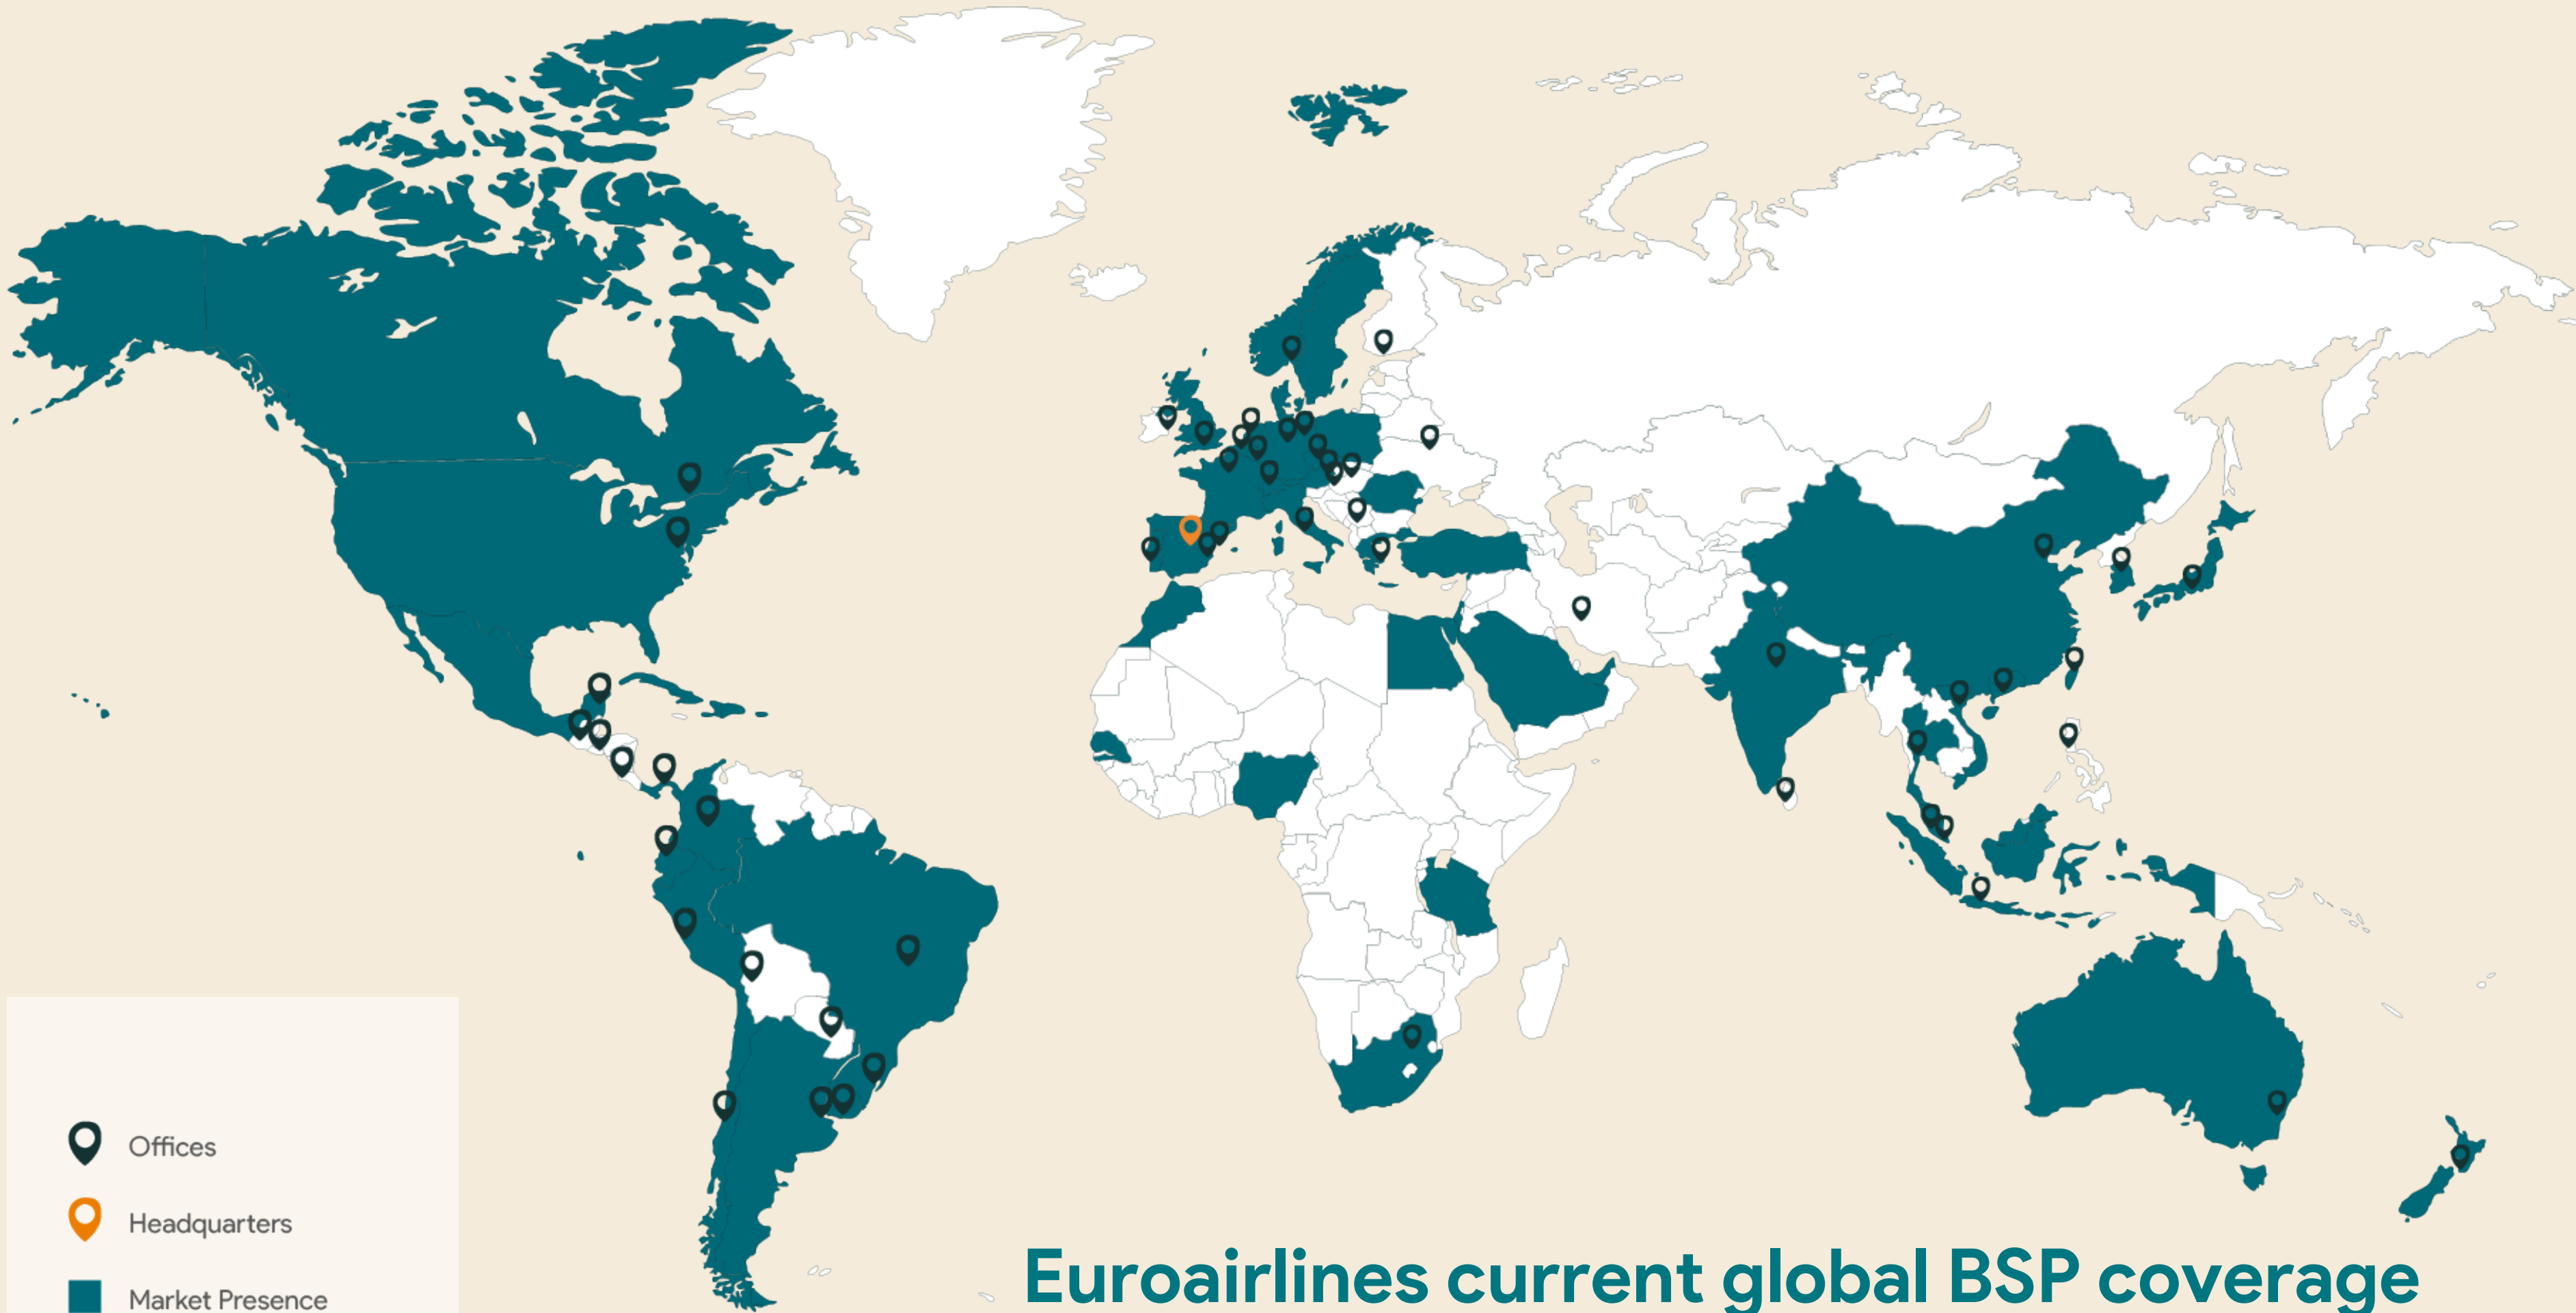 Offices
Headquarters
Market Presence
Euroairlines current global BSP coverage